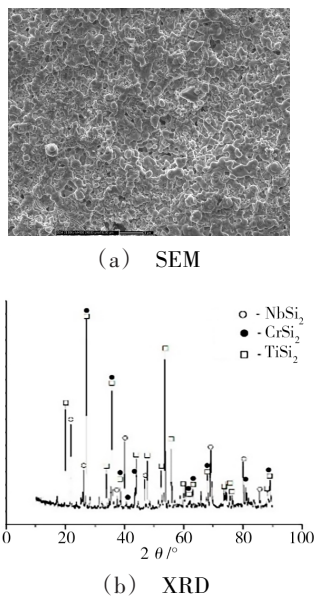 (a) SEM
○ - NbSi₂
● - CrSi₂
□ - TiSi₂
0 20 40 60 80 100
2 θ/°
(b) XRD